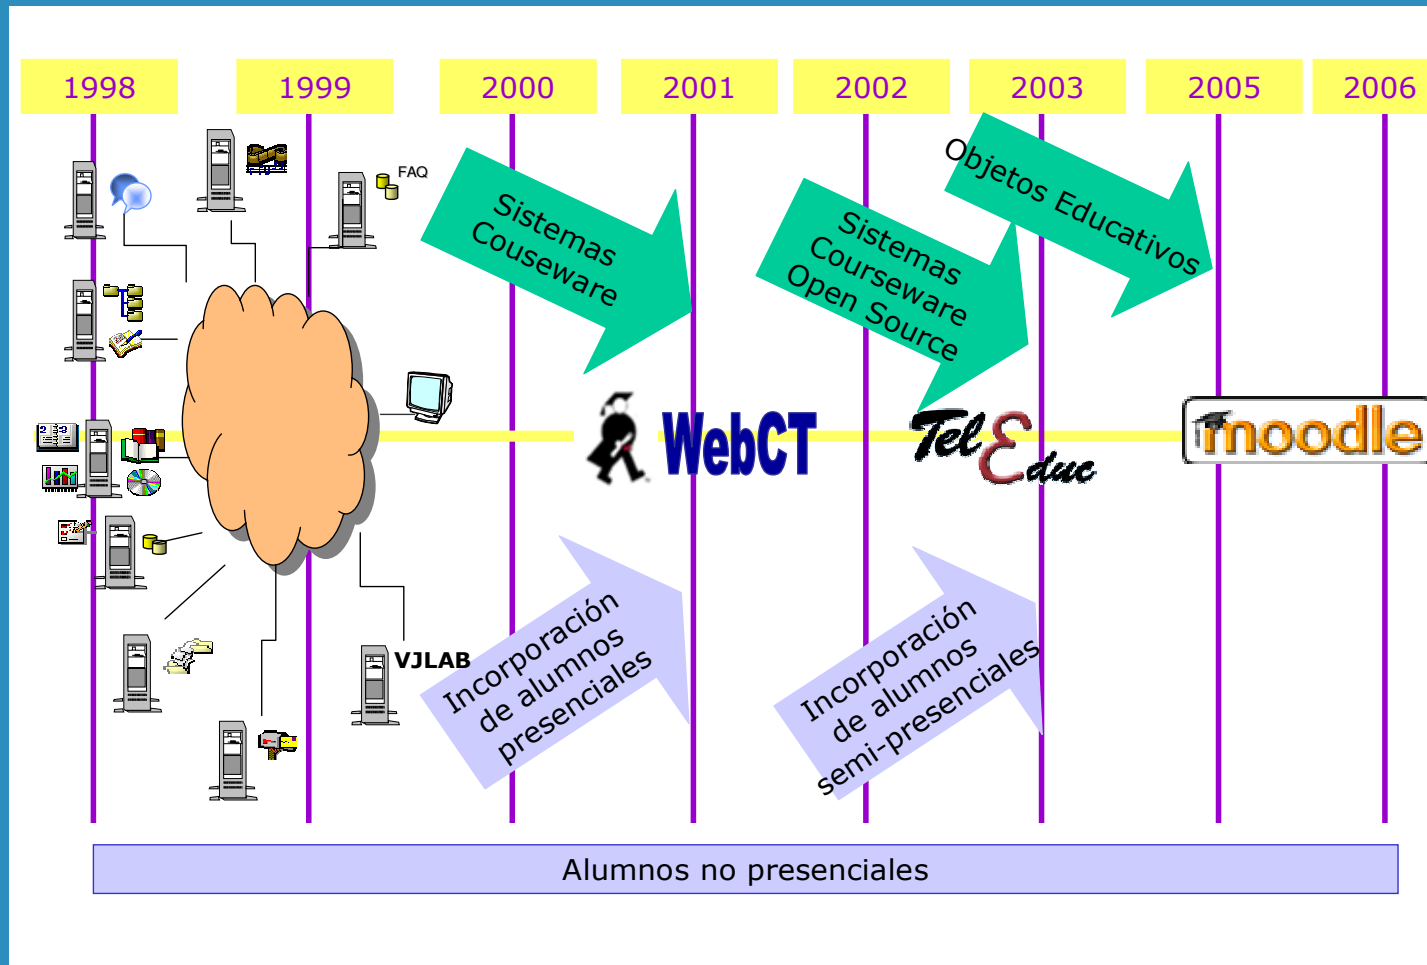 1998
1999
2000
2001
2002
2003
2005
2006
FAQ
Sistemas
Couseware
Sistemas
Courseware
Open Source
Objetos Educativos
WebCT
TelEduc
moodle
VJLAB
Incorporación
de alumnos
presenciales
Incorporación
de alumnos
semi-presenciales
Alumnos no presenciales